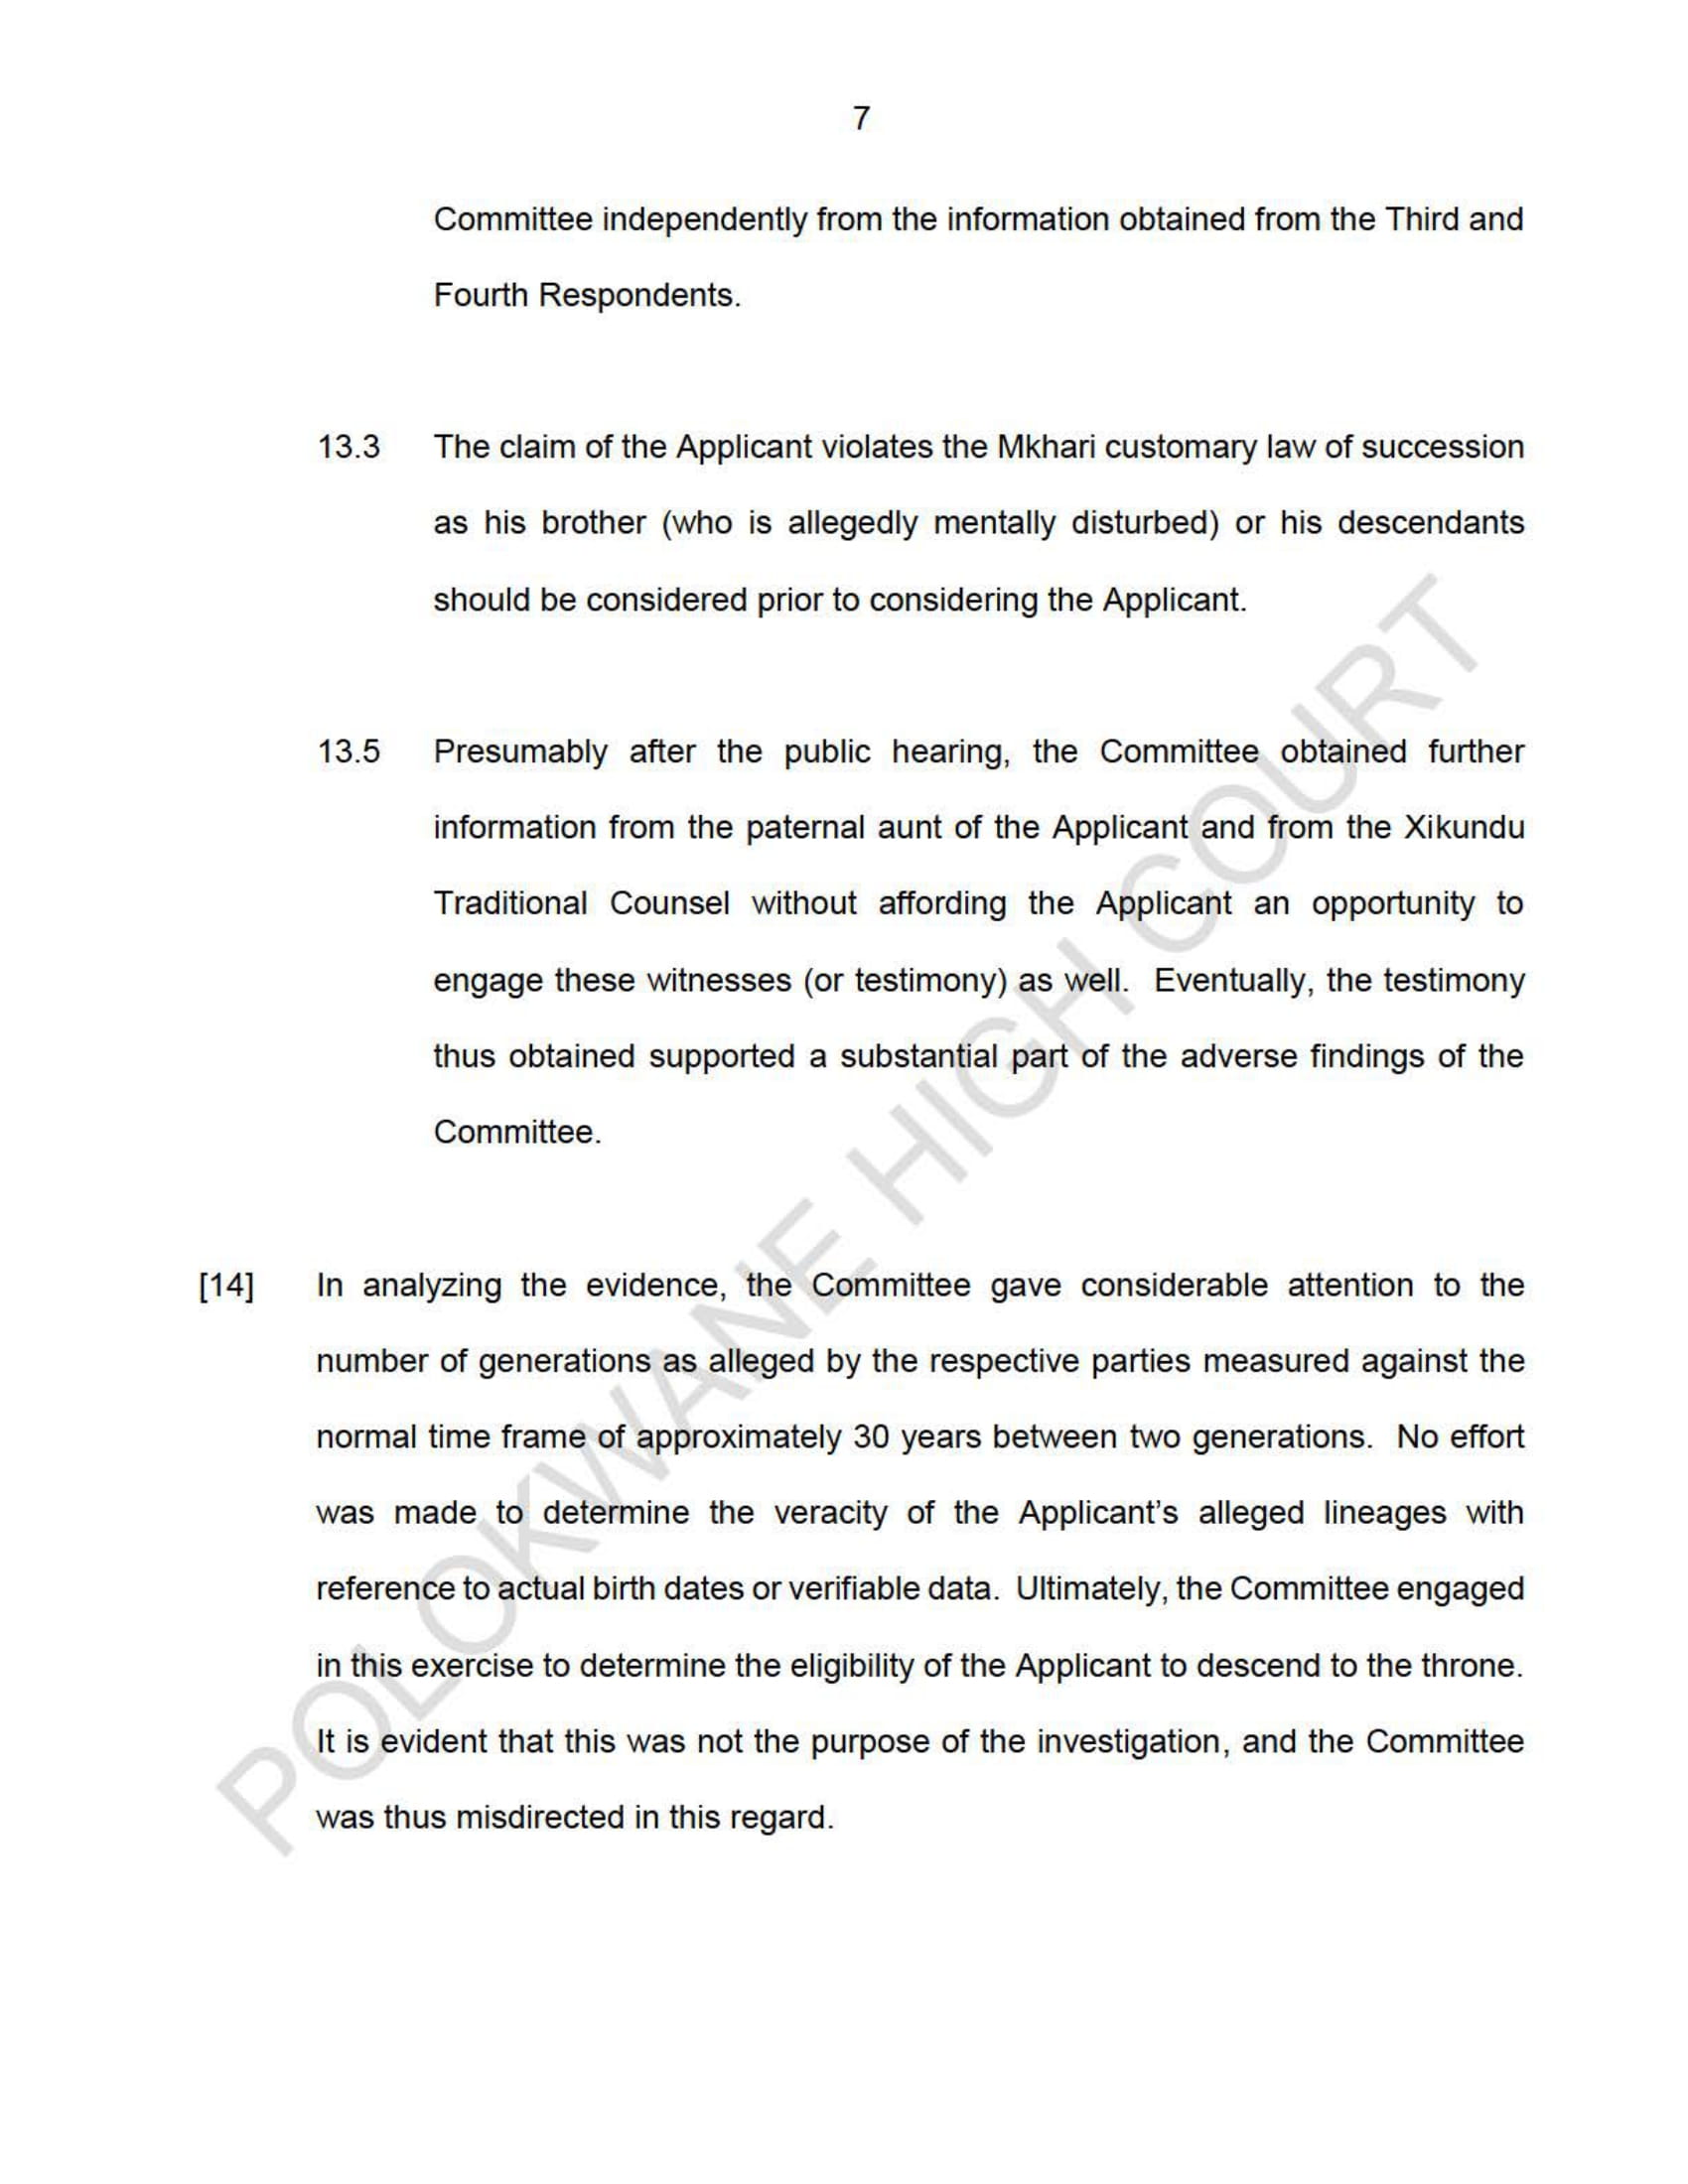 7
Committee independently from the information obtained from the Third and
Fourth Respondents.
13.3 The claim of the Applicant violates the Mkhari customary law of succession
as his brother (who is allegedly mentally disturbed) or his descendants
should be considered prior to considering the Applicant.
13.5 Presumably after the public hearing, the Committee obtained further
information from the paternal aunt of the Applicant and from the Xikundu
Traditional Counsel without affording the Applicant an opportunity to
engage these witnesses (or testimony) as well. Eventually, the testimony
thus obtained supported a substantial part of the adverse findings of the
Committee.
[14] In analyzing the evidence, the Committee gave considerable attention to the
number of generations as alleged by the respective parties measured against the
normal time frame of approximately 30 years between two generations. No effort
was made to determine the veracity of the Applicant's alleged lineages with
reference to actual birth dates or verifiable data. Ultimately, the Committee engaged
in this exercise to determine the eligibility of the Applicant to descend to the throne.
It is evident that this was not the purpose of the investigation, and the Committee
was thus misdirected in this regard.
POLOKWANE HIGH COURT